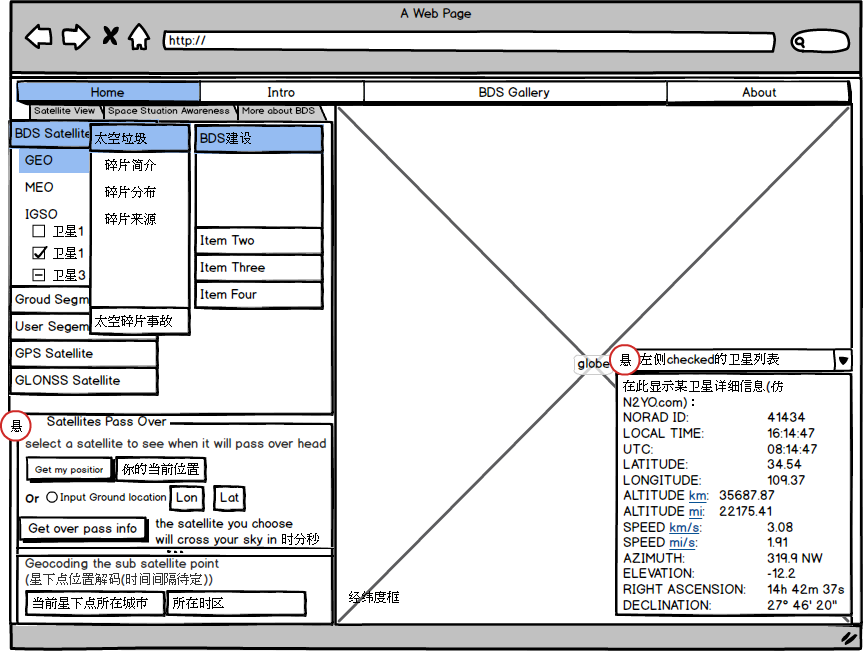 A Web Page
http://
Home
Intro
BDS Gallery
About
Satellite View
Space Stuation Awareness
More about BDS
BDS Satellite
GEO
MEO
IGSO
卫星1
卫星1
卫星3
Groud Segm
User Segem
GPS Satellite
GLONSS Satellite
太空垃圾
碎片简介
碎片分布
碎片来源
太空碎片事故
BDS建设
Item Two
Item Three
Item Four
悬
Satellites Pass Over
select a satellite to see when it will pass over head
Get my position
你的当前位置
Or
Input Ground location
Lon
Lat
Get over pass info
the satellite you choose
will cross your sky in 时分秒
Geocoding the sub satellite point
(星下点位置解码(时间间隔待定))
当前星下点所在城市
所在时区
globe
经纬度框
悬
左侧checked的卫星列表
在此显示某卫星详细信息(仿
N2YO.com)：
NORAD ID: 41434
LOCAL TIME: 16:14:47
UTC: 08:14:47
LATITUDE: 34.54
LONGITUDE: 109.37
ALTITUDE km: 35687.87
ALTITUDE mi: 22175.41
SPEED km/s: 3.08
SPEED mi/s: 1.91
AZIMUTH: 319.9 NW
ELEVATION: -12.2
RIGHT ASCENSION: 14h 42m 37s
DECLINATION: 27° 46' 20"